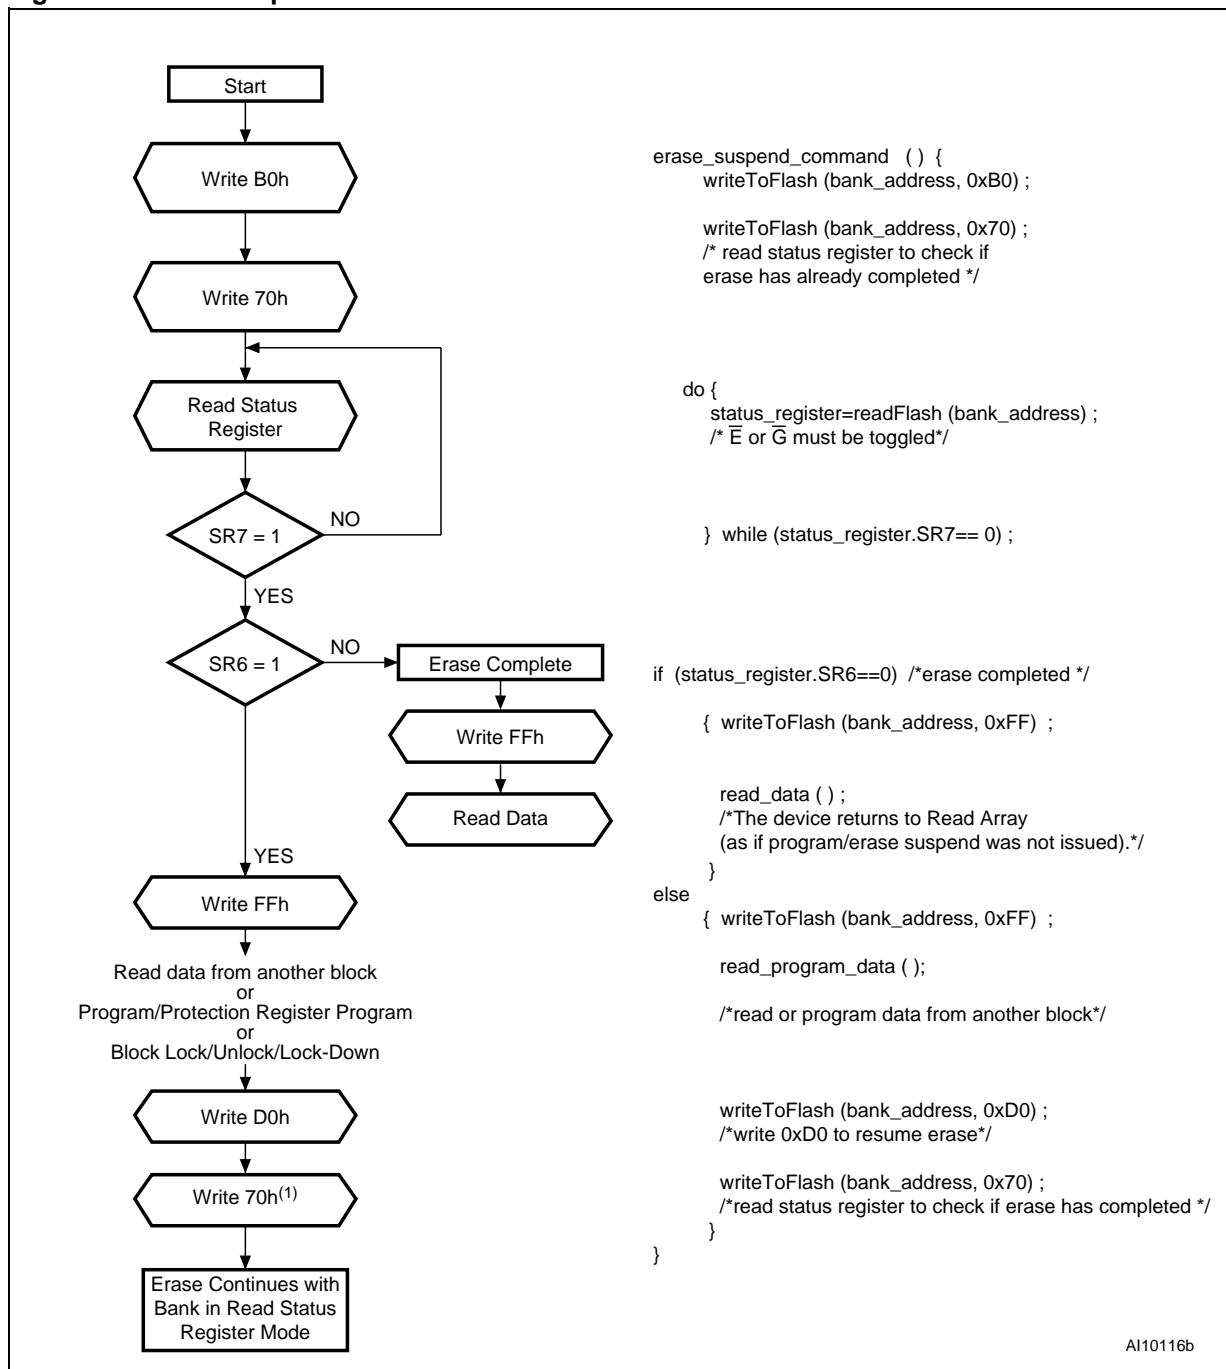 Start
Write B0h
Write 70h
Read Status
Register
SR7 = 1
NO
YES
SR6 = 1
NO
Erase Complete
Write FFh
Read Data
YES
Write FFh
Read data from another block
or
Program/Protection Register Program
or
Block Lock/Unlock/Lock-Down
Write D0h
Write 70h(1)
Erase Continues with
Bank in Read Status
Register Mode
erase_suspend_command ( ) {
writeToFlash (bank_address, 0xB0) ;
writeToFlash (bank_address, 0x70) ;
/* read status register to check if
erase has already completed */
do {
status_register=readFlash (bank_address) ;
/* E̅ or G̅ must be toggled*/
} while (status_register.SR7== 0) ;
if (status_register.SR6==0) /*erase completed */
{ writeToFlash (bank_address, 0xFF) ;
read_data ( ) ;
/*The device returns to Read Array
(as if program/erase suspend was not issued).*/
}
else
{ writeToFlash (bank_address, 0xFF) ;
read_program_data ( );
/*read or program data from another block*/
writeToFlash (bank_address, 0xD0) ;
/*write 0xD0 to resume erase*/
writeToFlash (bank_address, 0x70) ;
/*read status register to check if erase has completed */
}
}
AI10116b